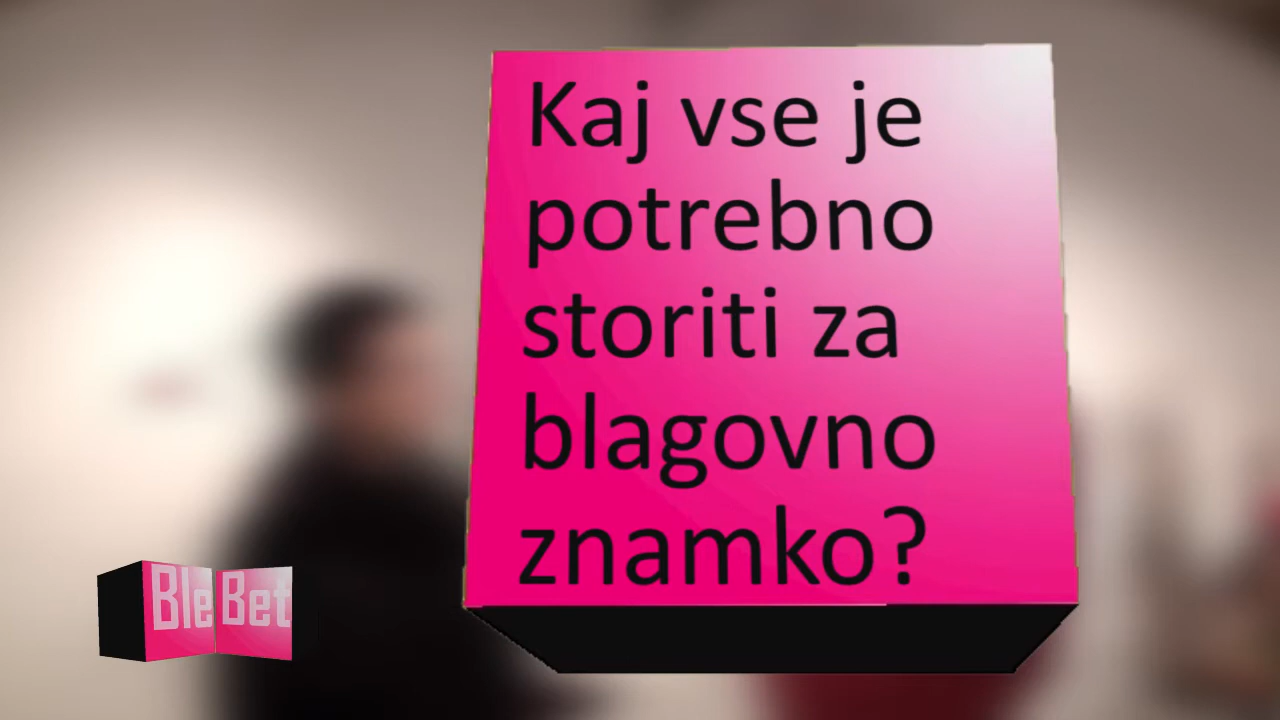 Kaj vse je
potrebno
storiti za
blagovno
znamko?
Ble Bet